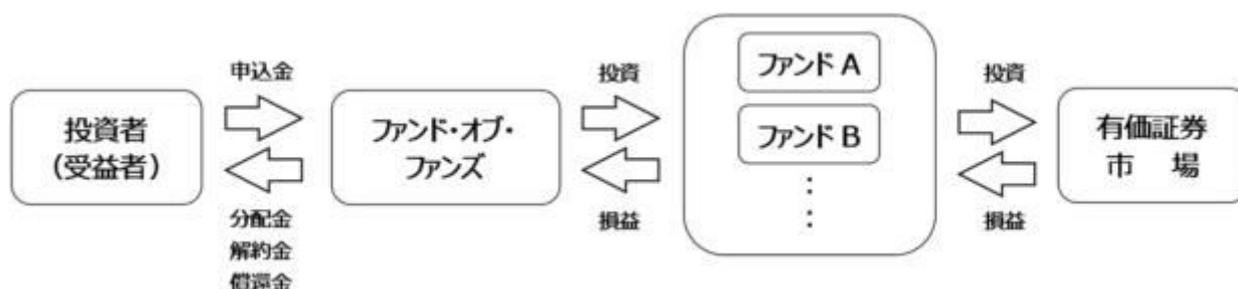 投資者
（受益者）
申込金
分配金
解約金
償還金
ファンド・オブ・
ファンズ
投資
損益
ファンド A
ファンド B
：
：
投資
損益
有価証券
市　場